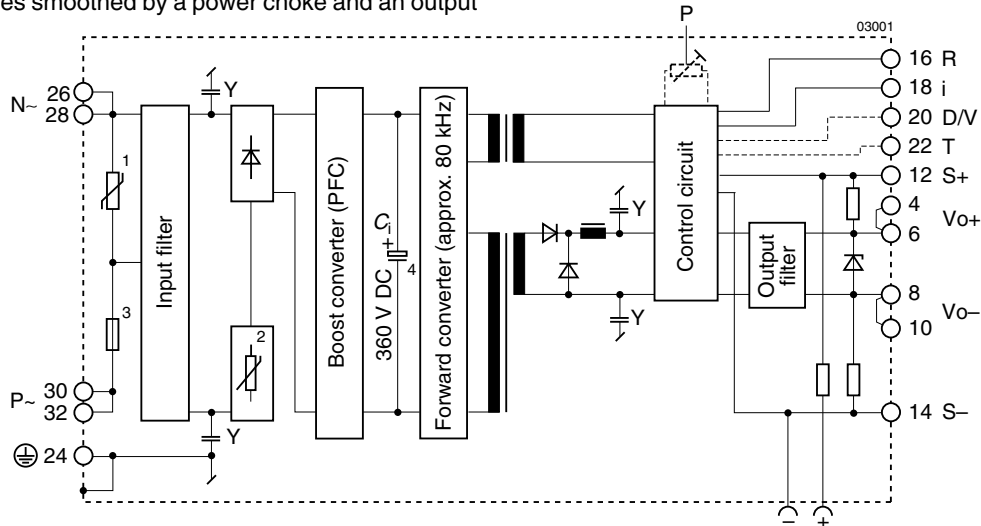 es smoothed by a power choke and an output
P
03001
N~
26
28
Y
1
Input filter
3
2
Y
P~
30
32
24
Boost converter (PFC)
360 V DC
Ci
+
4
Forward converter (approx. 80 kHz)
Y
Y
Control circuit
Output
filter
16 R
18 i
20 D/V
22 T
12 S+
4
Vo+
6
8
Vo–
10
14 S–
– +